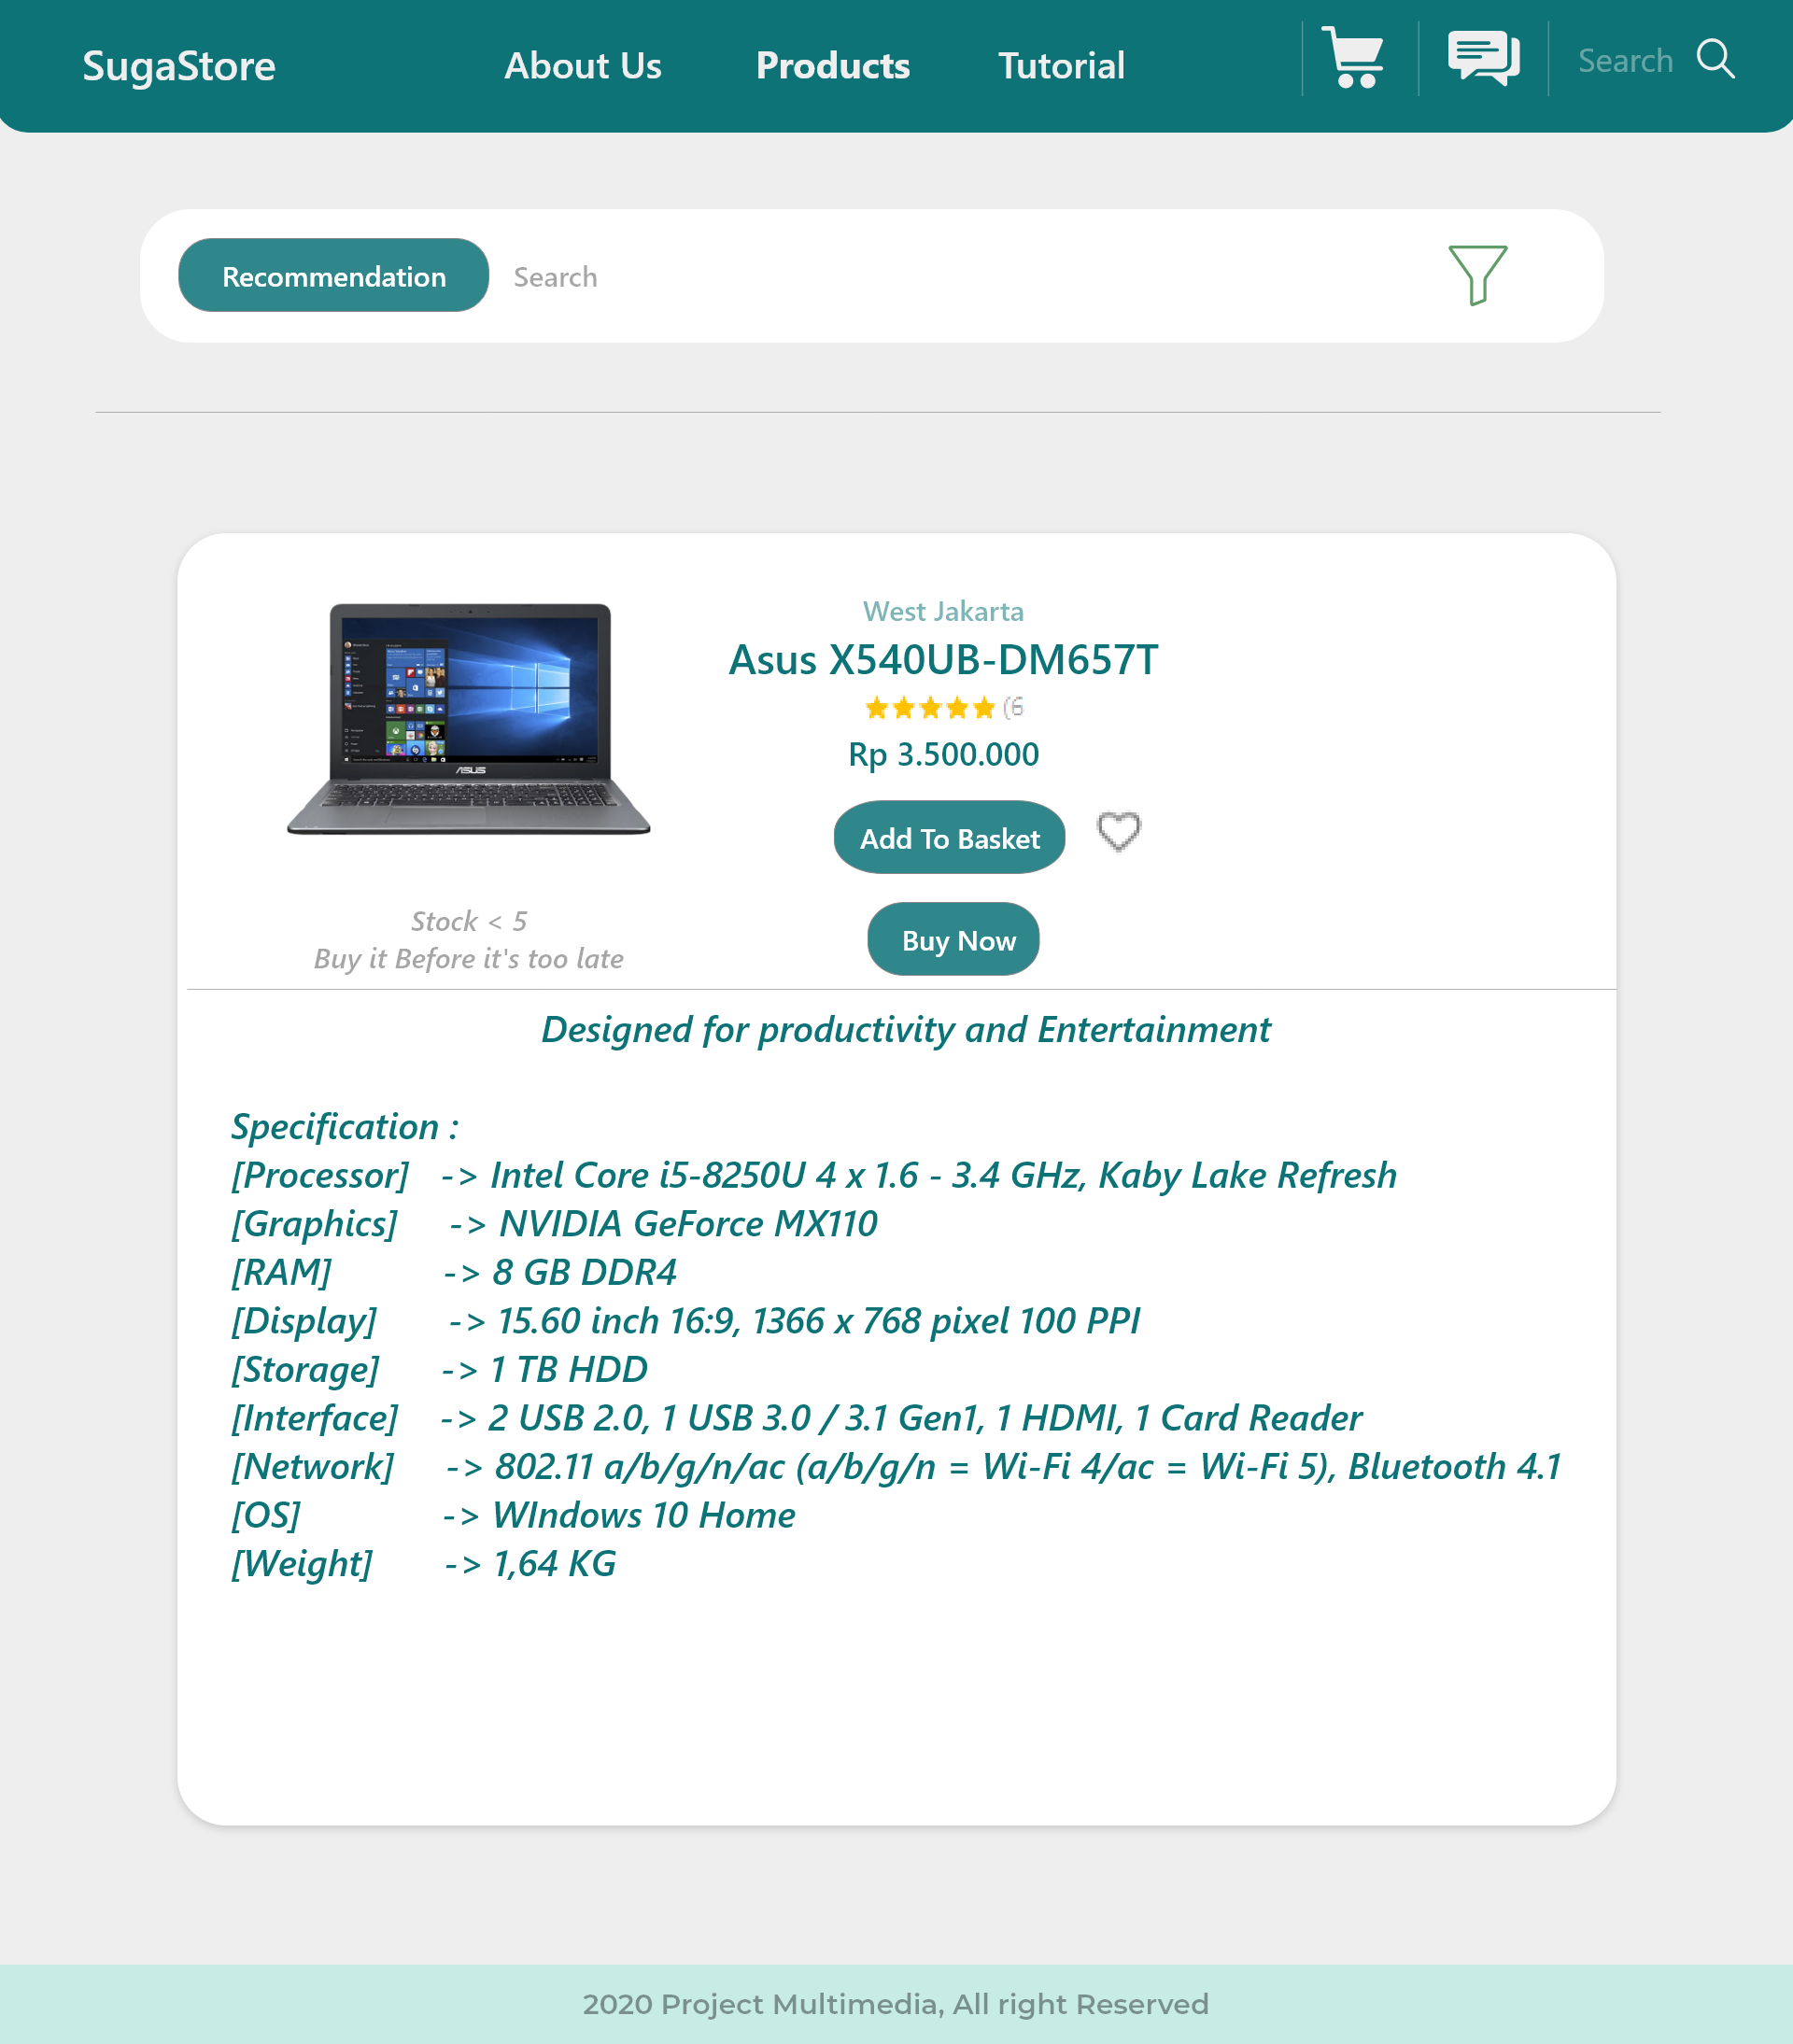 SugaStore
About Us
Products
Tutorial
Search
Recommendation
Search
West Jakarta
Asus X540UB-DM657T
(6
Rp 3.500.000
Add To Basket
Buy Now
ASUS
Stock < 5
Buy it Before it's too late
Designed for productivity and Entertainment
Specification :
[Processor] -> Intel Core i5-8250U 4 x 1.6 - 3.4 GHz, Kaby Lake Refresh
[Graphics] -> NVIDIA GeForce MX110
[RAM] -> 8 GB DDR4
[Display] -> 15.60 inch 16:9, 1366 x 768 pixel 100 PPI
[Storage] -> 1 TB HDD
[Interface] -> 2 USB 2.0, 1 USB 3.0 / 3.1 Gen1, 1 HDMI, 1 Card Reader
[Network] -> 802.11 a/b/g/n/ac (a/b/g/n = Wi-Fi 4/ac = Wi-Fi 5), Bluetooth 4.1
[OS] -> WIndows 10 Home
[Weight] -> 1,64 KG
2020 Project Multimedia, All right Reserved